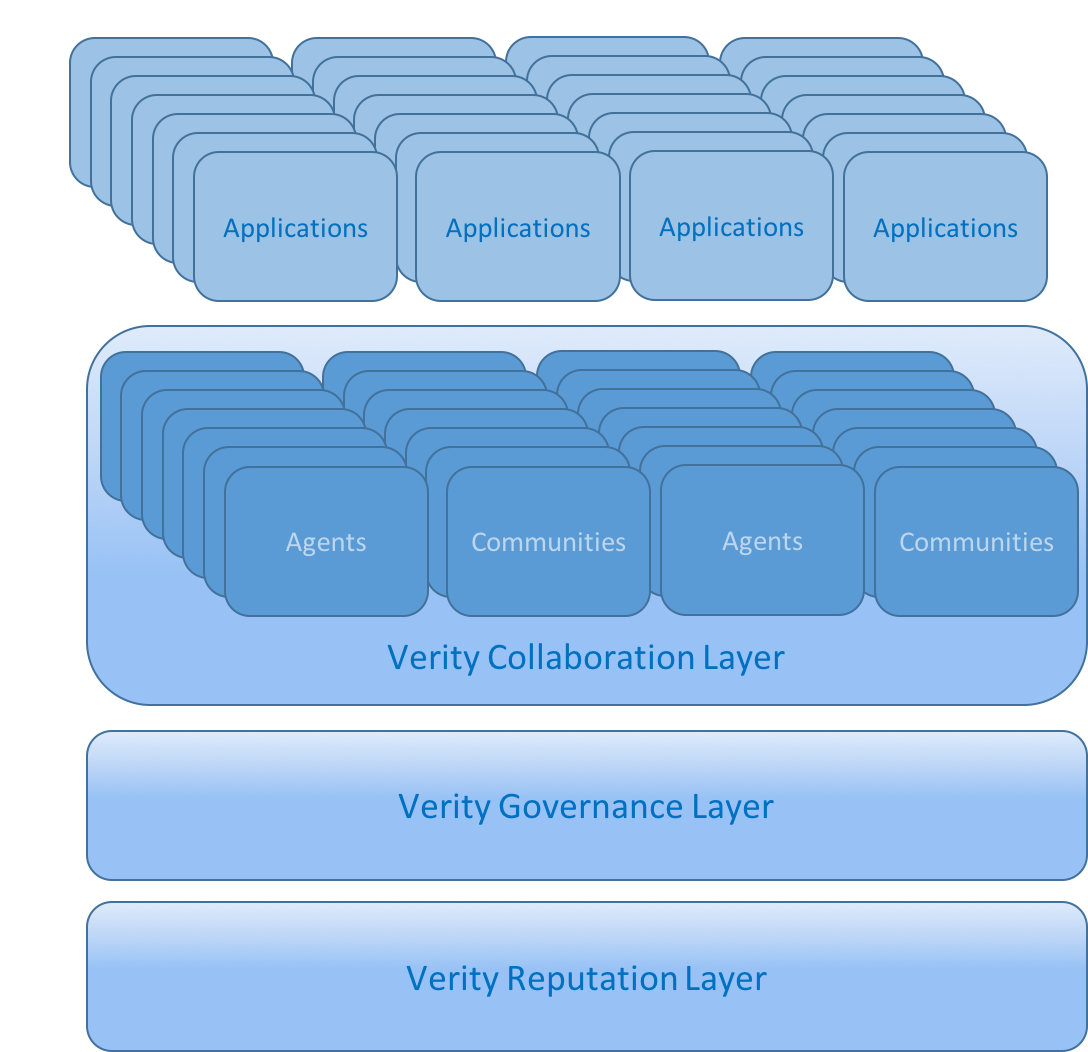 Applications
Applications
Applications
Applications
Agents
Communities
Agents
Communities
Verity Collaboration Layer
Verity Governance Layer
Verity Reputation Layer